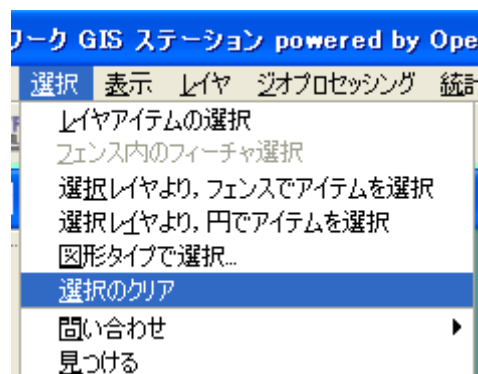 ワーク GIS ステーション powered by Ope
選択 表示 レイヤ ジオプロセッシング 統計
レイヤアイテムの選択
フェンス内のフィーチャ選択
選択レイヤより, フェンスでアイテムを選択
選択レイヤより, 円でアイテムを選択
図形タイプで選択...
選択のクリア
問い合わせ
見つける